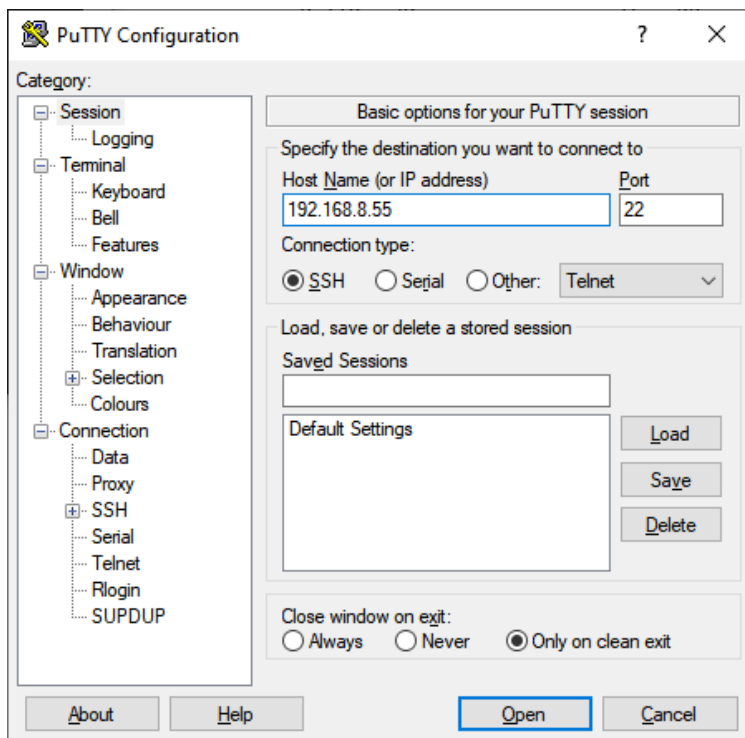 PuTTY Configuration
?
Category:
Session
Logging
Terminal
Keyboard
Bell
Features
Window
Appearance
Behaviour
Translation
Selection
Colours
Connection
Data
Proxy
SSH
Serial
Telnet
Rlogin
SUPDUP
Basic options for your PuTTY session
Specify the destination you want to connect to
Host Name (or IP address) Port
192.168.8.55 22
Connection type:
SSH Serial Other: Telnet
Load, save or delete a stored session
Saved Sessions
Default Settings
Load
Save
Delete
Close window on exit:
Always Never Only on clean exit
About Help Open Cancel